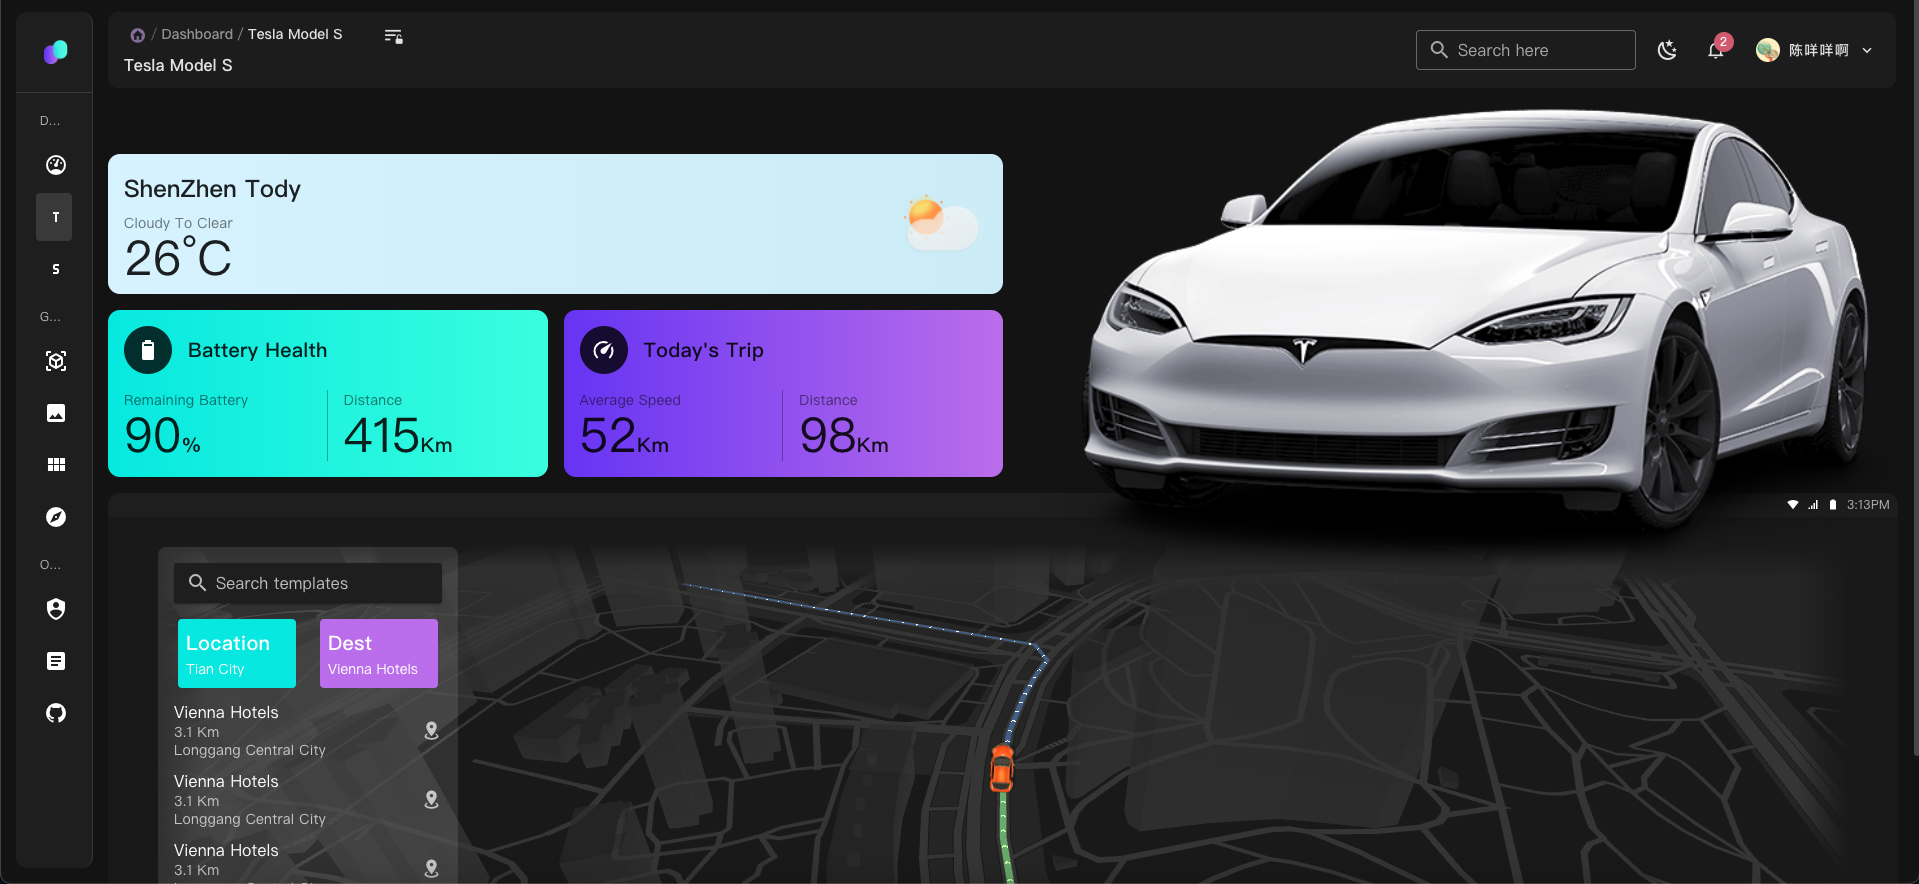 D...
T
S
G...
O...
/ Dashboard / Tesla Model S
Tesla Model S
Search here
2
陈咩咩啊
ShenZhen Tody
Cloudy To Clear
26°C
Battery Health
Remaining Battery
90%
Distance
415Km
Today's Trip
Average Speed
52Km
Distance
98Km
3:13PM
Search templates
Location
TIan City
Dest
Vienna Hotels
Vienna Hotels
3.1 Km
Longgang Central City
Vienna Hotels
3.1 Km
Longgang Central City
Vienna Hotels
3.1 Km